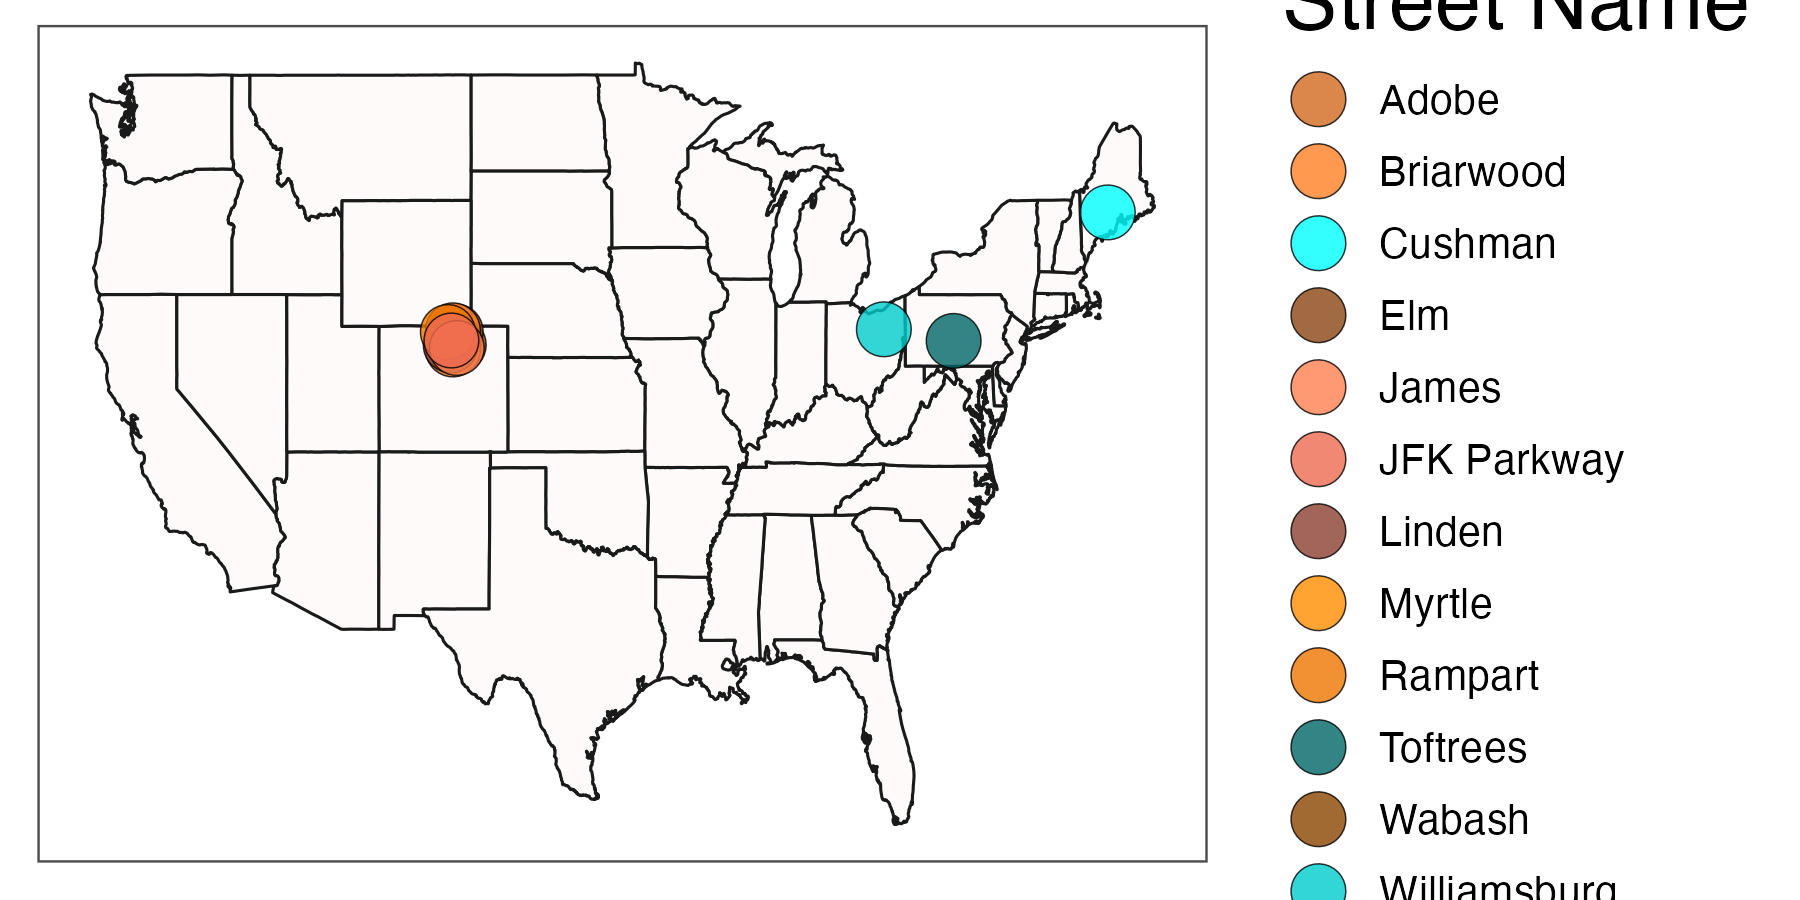 Street Name
Adobe
Briarwood
Cushman
Elm
James
JFK Parkway
Linden
Myrtle
Rampart
Toftrees
Wabash
Williamsburg